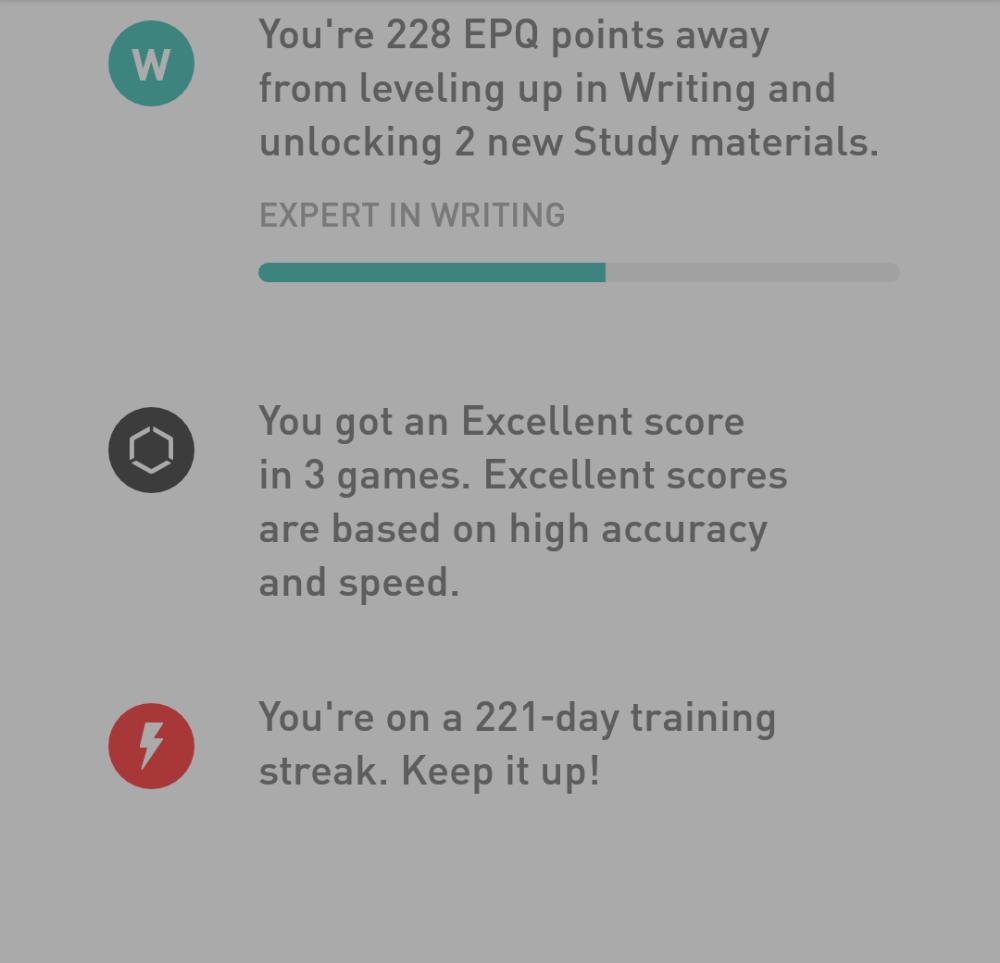 W
You're 228 EPQ points away
from leveling up in Writing and
unlocking 2 new Study materials.
EXPERT IN WRITING
You got an Excellent score
in 3 games. Excellent scores
are based on high accuracy
and speed.
You're on a 221-day training
streak. Keep it up!